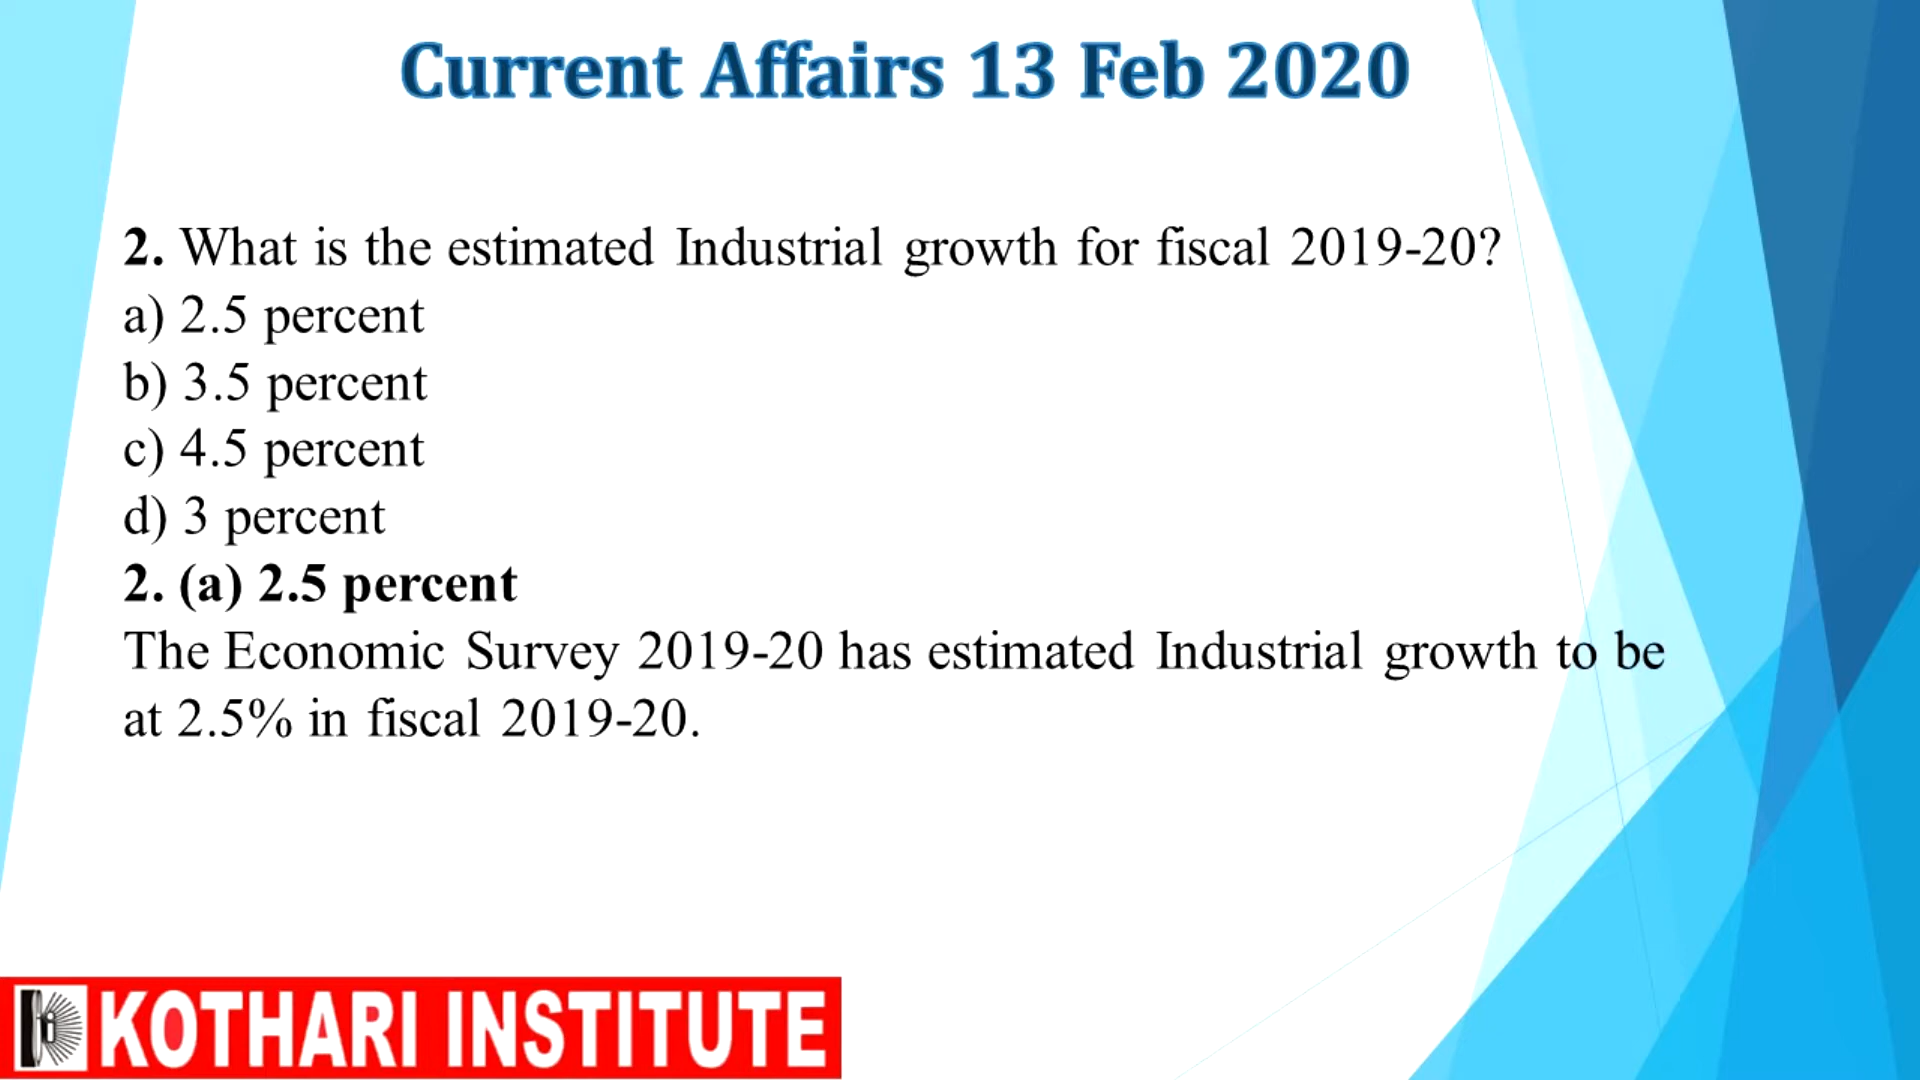 Current Affairs 13 Feb 2020
2. What is the estimated Industrial growth for fiscal 2019-20?
a) 2.5 percent
b) 3.5 percent
c) 4.5 percent
d) 3 percent
2. (a) 2.5 percent
The Economic Survey 2019-20 has estimated Industrial growth to be
at 2.5% in fiscal 2019-20.
KOTHARI INSTITUTE